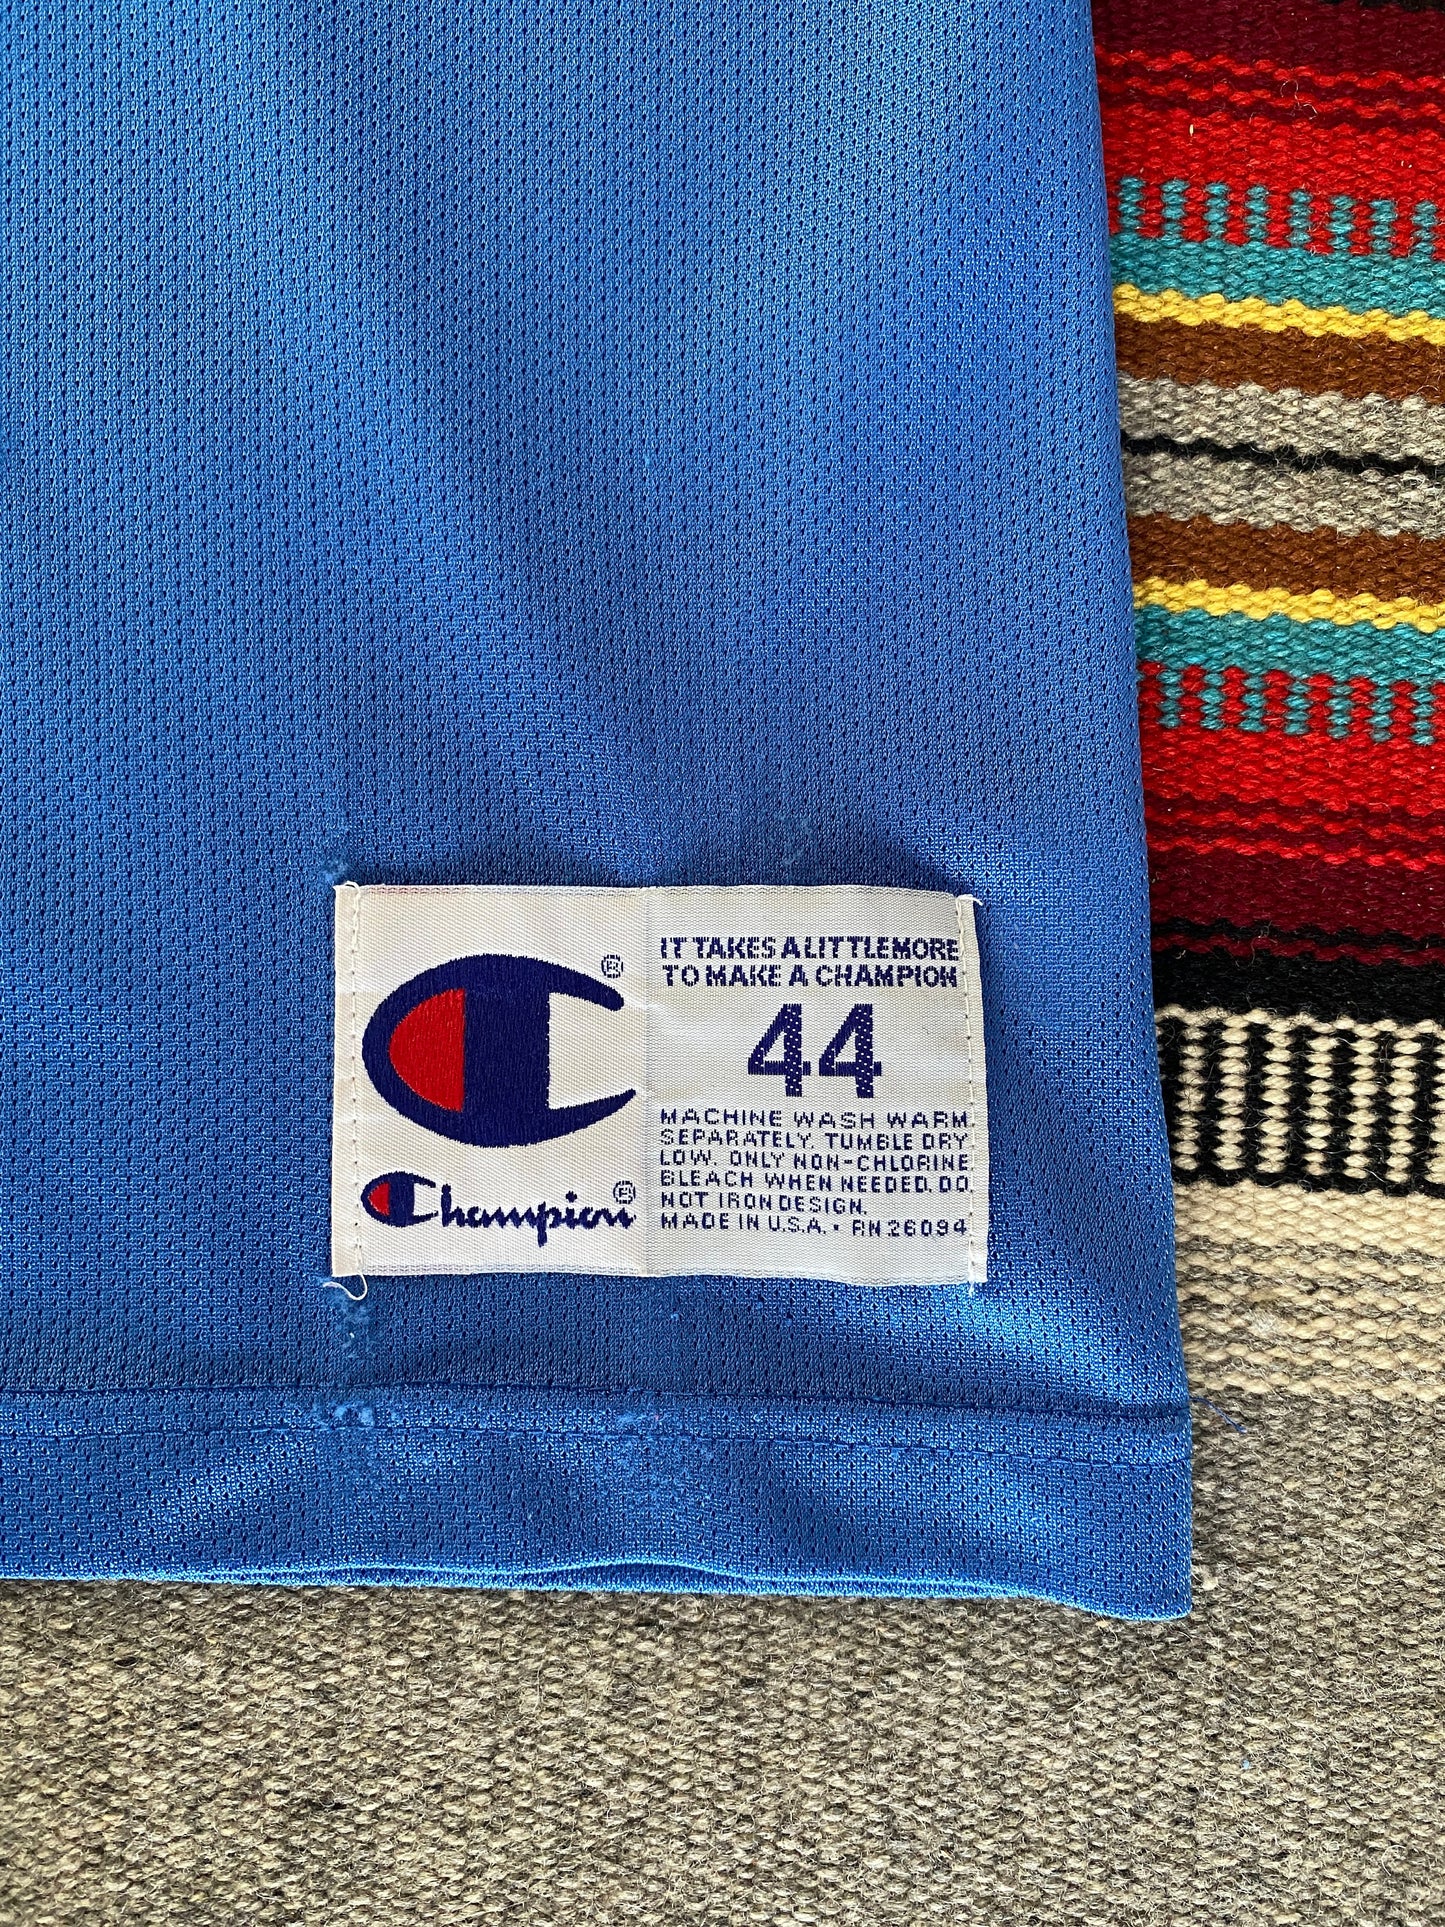 ®
Champion®
IT TAKES A LITTLE MORE
TO MAKE A CHAMPION
44
MACHINE WASH WARM
SEPARATELY. TUMBLE DRY
LOW. ONLY NON-CHLORINE
BLEACH WHEN NEEDED. DO
NOT IRON DESIGN.
MADE IN U.S.A. • RN 26094